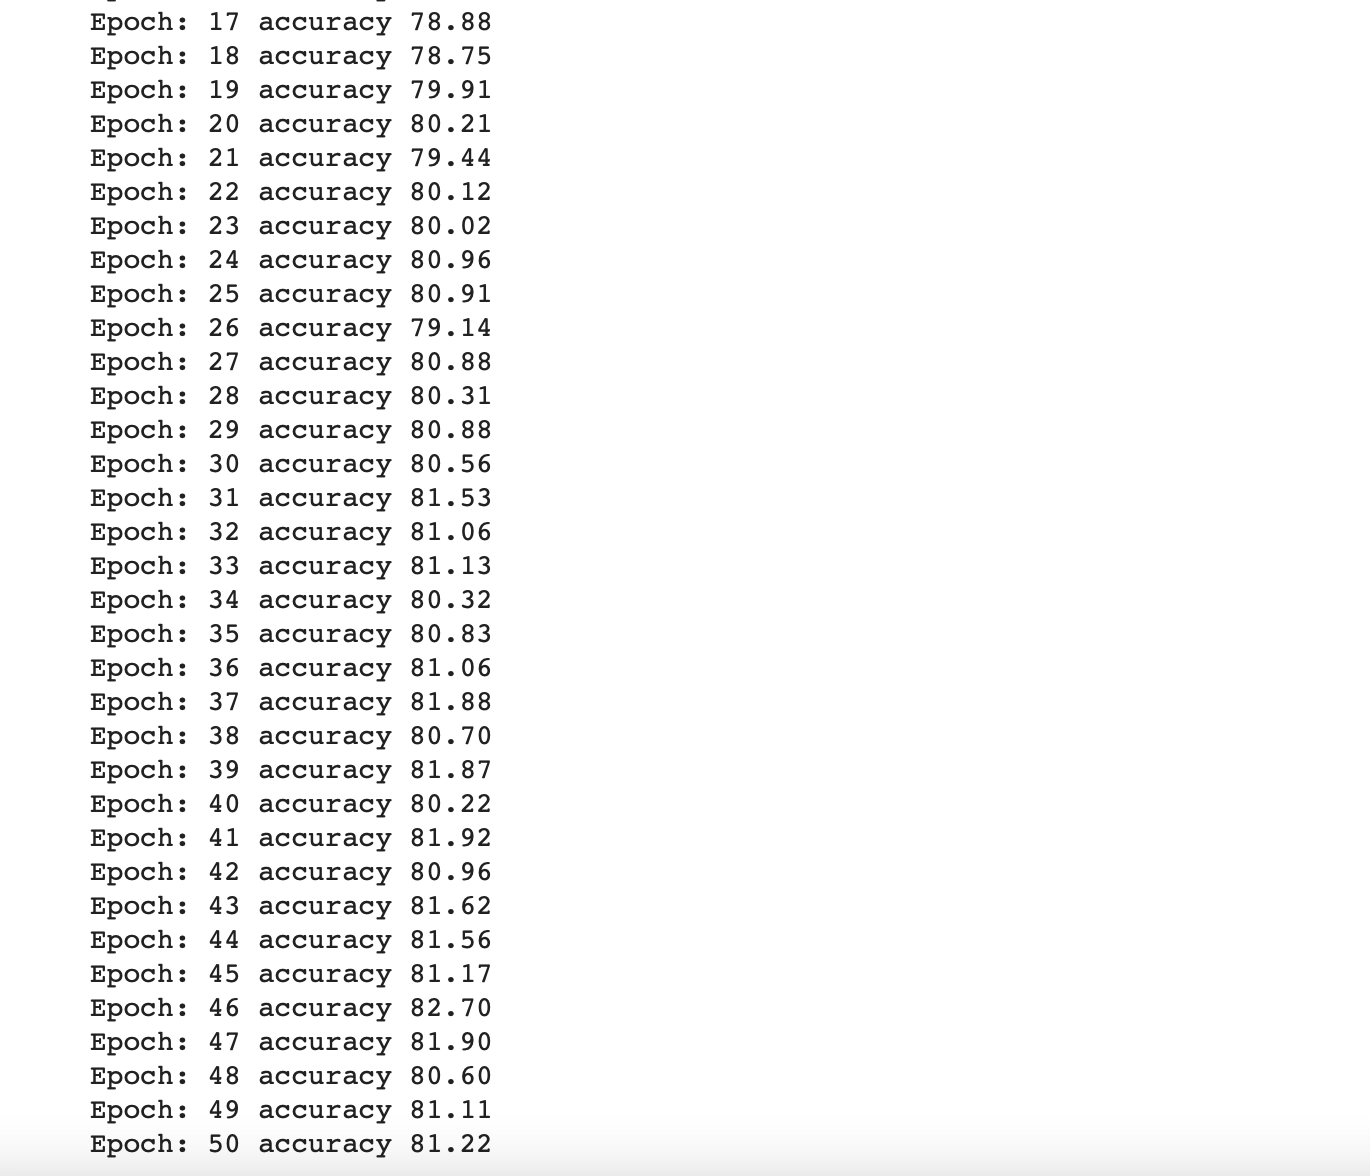 Epoch: 17 accuracy 78.88
Epoch: 18 accuracy 78.75
Epoch: 19 accuracy 79.91
Epoch: 20 accuracy 80.21
Epoch: 21 accuracy 79.44
Epoch: 22 accuracy 80.12
Epoch: 23 accuracy 80.02
Epoch: 24 accuracy 80.96
Epoch: 25 accuracy 80.91
Epoch: 26 accuracy 79.14
Epoch: 27 accuracy 80.88
Epoch: 28 accuracy 80.31
Epoch: 29 accuracy 80.88
Epoch: 30 accuracy 80.56
Epoch: 31 accuracy 81.53
Epoch: 32 accuracy 81.06
Epoch: 33 accuracy 81.13
Epoch: 34 accuracy 80.32
Epoch: 35 accuracy 80.83
Epoch: 36 accuracy 81.06
Epoch: 37 accuracy 81.88
Epoch: 38 accuracy 80.70
Epoch: 39 accuracy 81.87
Epoch: 40 accuracy 80.22
Epoch: 41 accuracy 81.92
Epoch: 42 accuracy 80.96
Epoch: 43 accuracy 81.62
Epoch: 44 accuracy 81.56
Epoch: 45 accuracy 81.17
Epoch: 46 accuracy 82.70
Epoch: 47 accuracy 81.90
Epoch: 48 accuracy 80.60
Epoch: 49 accuracy 81.11
Epoch: 50 accuracy 81.22